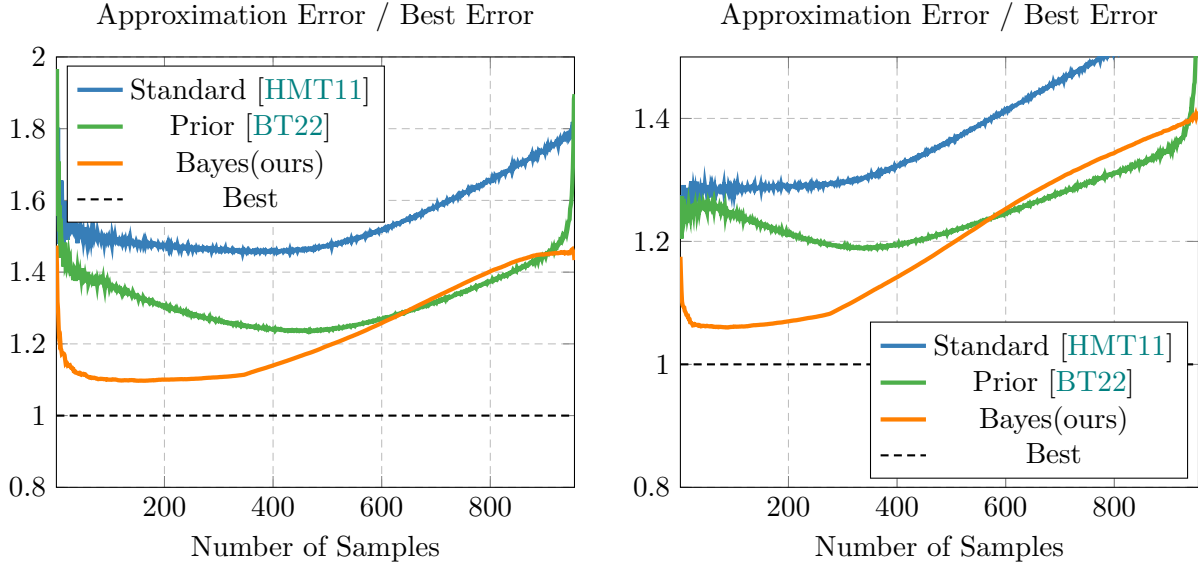 Approximation Error / Best Error
2
1.8
1.6
1.4
1.2
1
0.8
Standard [HMT11]
Prior [BT22]
Bayes(ours)
Best
200 400 600 800
Number of Samples
Approximation Error / Best Error
1.4
1.2
1
0.8
Standard [HMT11]
Prior [BT22]
Bayes(ours)
Best
200 400 600 800
Number of Samples